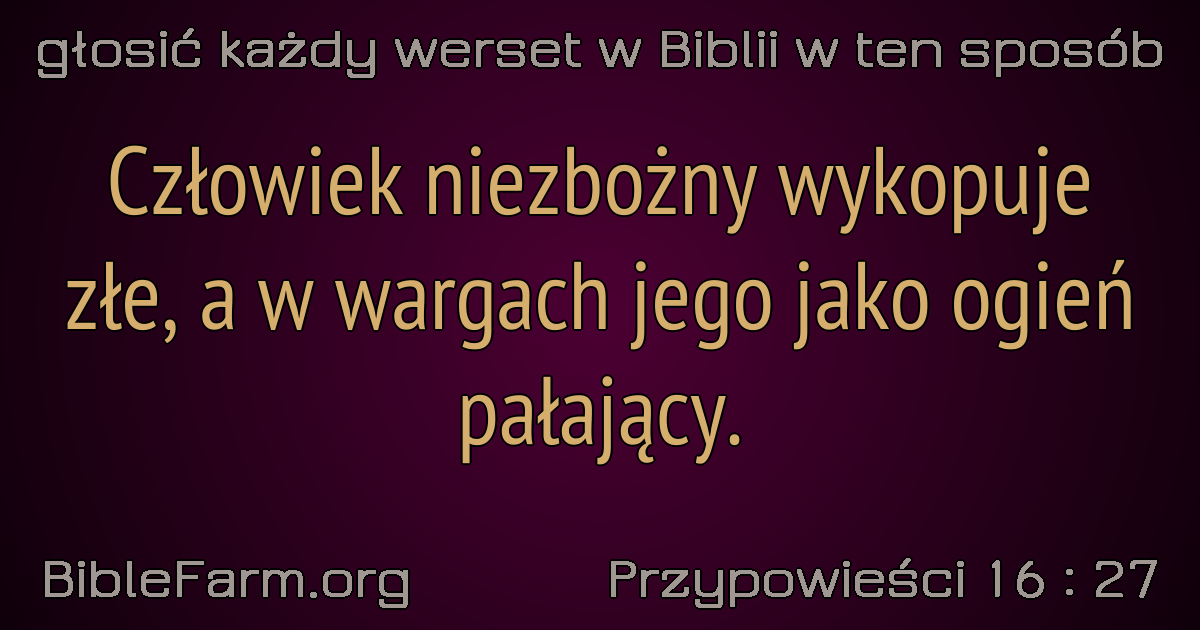 głosić każdy werset w Biblii w ten sposób
Człowiek niezbożny wykopuje
złe, a w wargach jego jako ogień
pałający.
BibleFarm.org
Przypowieści 16 : 27